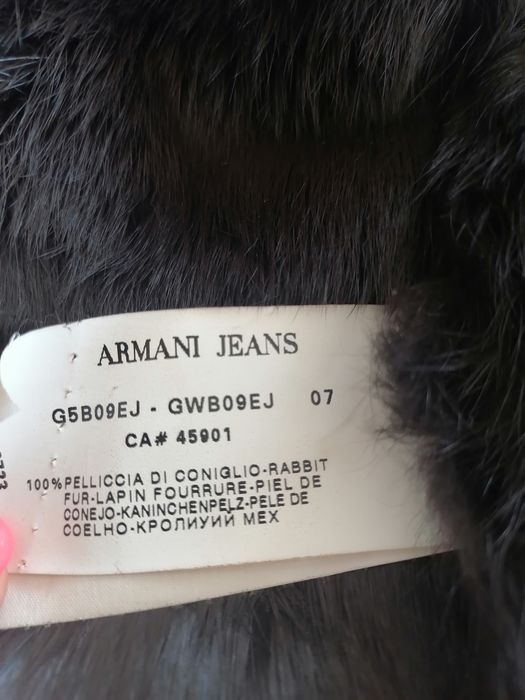 ARMANI JEANS
G5B09EJ - GWB09EJ 07
CA# 45901
100%PELLICCIA DI CONIGLIO-RABBIT
FUR-LAPIN FOURRURE-PIEL DE
CONEJO-KANINCHENPELZ-PELE DE
COELHO-КРОЛИУИЙ МЕХ